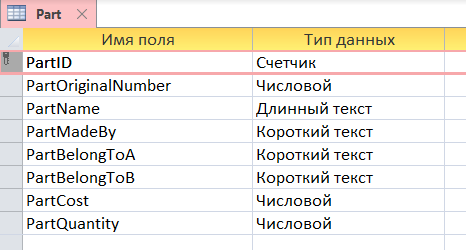 Part
Имя поля Тип данных
PartID Счетчик
PartOriginalNumber Числовой
PartName Длинный текст
PartMadeBy Короткий текст
PartBelongToA Короткий текст
PartBelongToB Короткий текст
PartCost Числовой
PartQuantity Числовой